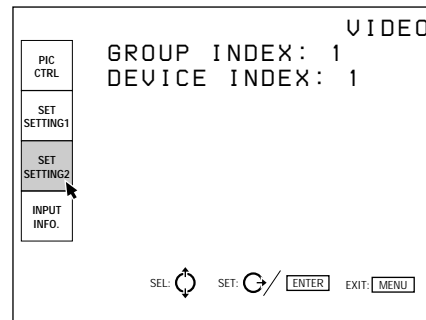 VIDEO
PIC
CTRL
GROUP INDEX: 1
DEVICE INDEX: 1
SET
SETTING1
SET
SETTING2
INPUT
INFO.
SEL: SET: / ENTER EXIT: MENU